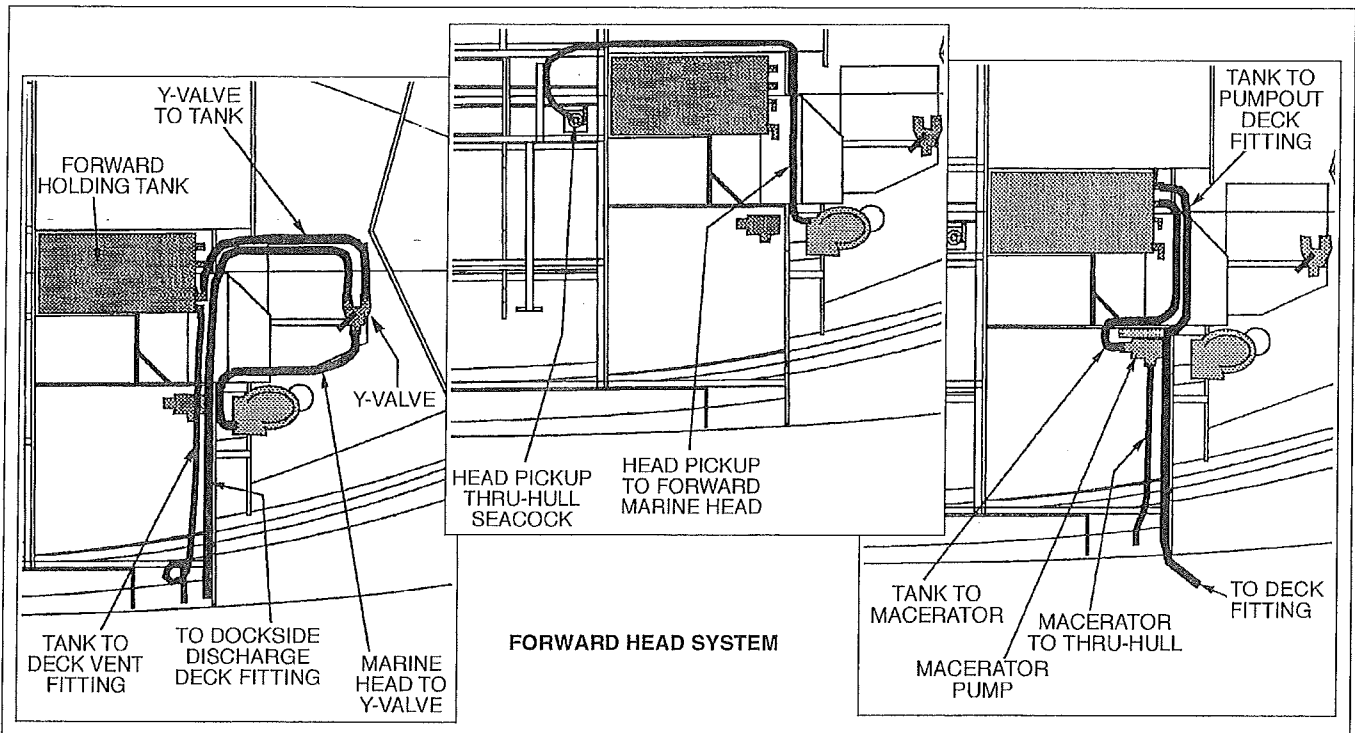 Y-VALVE
TO TANK
FORWARD
HOLDING TANK
Y-VALVE
TANK TO
DECK VENT
FITTING
TO DOCKSIDE
DISCHARGE
DECK FITTING
MARINE
HEAD TO
Y-VALVE
HEAD PICKUP
THRU-HULL
SEACOCK
HEAD PICKUP
TO FORWARD
MARINE HEAD
FORWARD HEAD SYSTEM
TANK TO
PUMPOUT
DECK
FITTING
TANK TO
MACERATOR
MACERATOR
PUMP
MACERATOR
TO THRU-HULL
TO DECK
FITTING